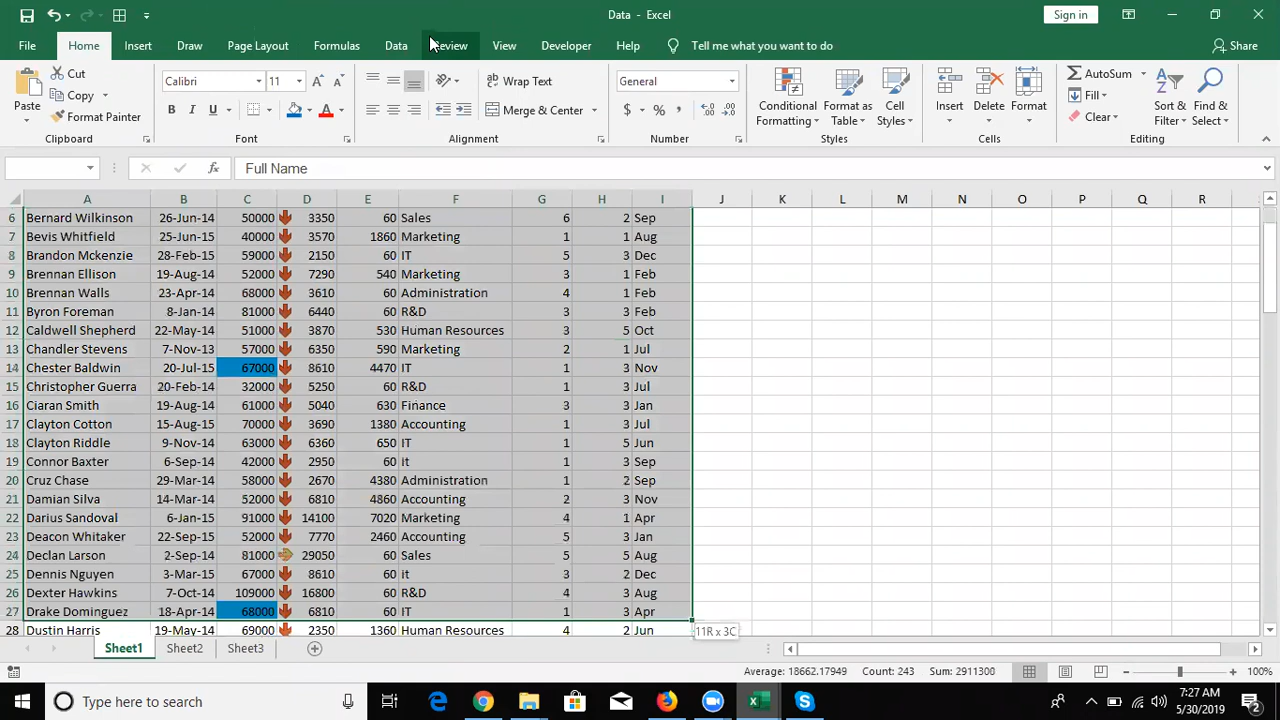 Data - Excel
Sign in
File Home Insert Draw Page Layout Formulas Data Review View Developer Help Tell me what you want to do Share
Paste Cut Copy Format Painter Clipboard
Calibri 11 B I U A Font
Wrap Text Merge & Center Alignment
General $ % , Number
Conditional Formatting Format as Table Cell Styles Styles
Insert Delete Format Cells
AutoSum Fill Clear Sort & Filter Find & Select Editing
fx Full Name
A B C D E F G H I J K L M N O P Q R
6 Bernard Wilkinson 26-Jun-14 50000 3350 60 Sales 6 2 Sep
7 Bevis Whitfield 25-Jun-15 40000 3570 1860 Marketing 1 1 Aug
8 Brandon Mckenzie 28-Feb-15 59000 2150 60 IT 5 3 Dec
9 Brennan Ellison 19-Aug-14 52000 7290 540 Marketing 3 1 Feb
10 Brennan Walls 23-Apr-14 68000 3610 60 Administration 4 1 Feb
11 Byron Foreman 8-Jan-14 81000 6440 60 R&D 3 3 Feb
12 Caldwell Shepherd 22-May-14 51000 3870 530 Human Resources 3 5 Oct
13 Chandler Stevens 7-Nov-13 57000 6350 590 Marketing 2 1 Jul
14 Chester Baldwin 20-Jul-15 67000 8610 4470 IT 1 3 Nov
15 Christopher Guerra 20-Feb-14 32000 5250 60 R&D 1 3 Jul
16 Ciaran Smith 19-Aug-14 61000 5040 630 Finance 3 3 Jan
17 Clayton Cotton 15-Aug-15 70000 3690 1380 Accounting 1 3 Jul
18 Clayton Riddle 9-Nov-14 63000 6360 650 IT 1 5 Jun
19 Connor Baxter 6-Sep-14 42000 2950 60 it 1 3 Sep
20 Cruz Chase 29-Mar-14 58000 2670 4380 Administration 1 2 Sep
21 Damian Silva 14-Mar-14 52000 6810 4860 Accounting 2 3 Nov
22 Darius Sandoval 6-Jan-15 91000 14100 7020 Marketing 4 1 Apr
23 Deacon Whitaker 22-Sep-15 52000 7770 2460 Accounting 5 3 Jan
24 Declan Larson 2-Sep-14 81000 29050 60 Sales 5 5 Aug
25 Dennis Nguyen 3-Mar-15 67000 8610 60 it 3 2 Dec
26 Dexter Hawkins 7-Oct-14 109000 16800 60 R&D 4 3 Aug
27 Drake Dominguez 18-Apr-14 68000 6810 60 IT 1 3 Apr
28 Dustin Harris 19-May-14 69000 2350 1360 Human Resources 4 2 Jun
11R x 3C
Sheet1 Sheet2 Sheet3
Average: 18662.17949 Count: 243 Sum: 2911300 100%
Type here to search
7:27 AM
5/30/2019
2